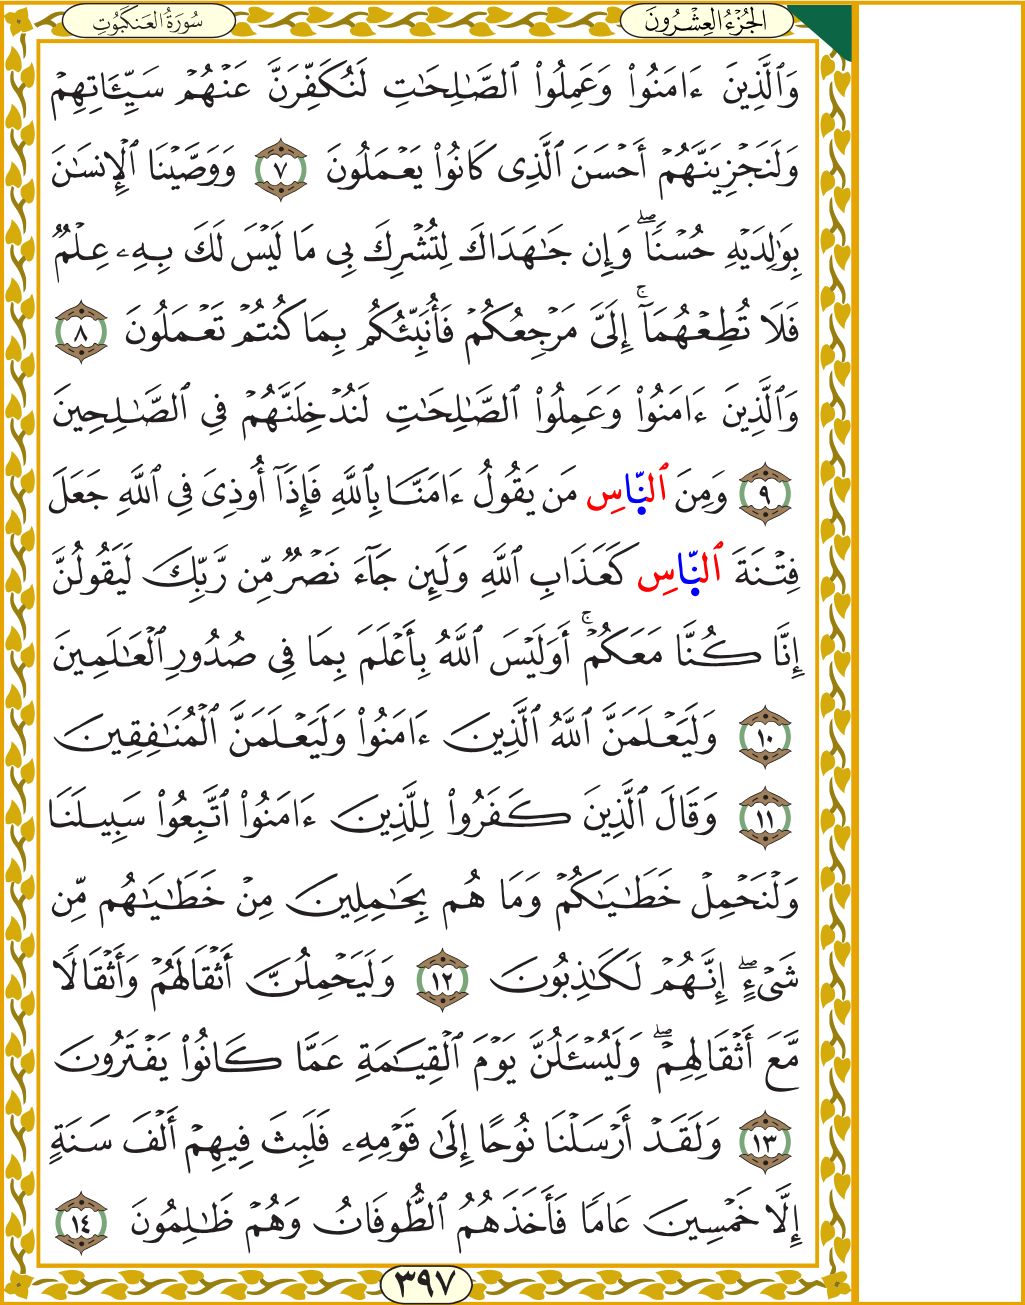 الجُزْءُ العِشْرُونَ
سُورَةُ العَنكَبُوتِ
وَٱلَّذِينَ ءَامَنُوا۟ وَعَمِلُوا۟ ٱلصَّـٰلِحَـٰتِ لَنُكَفِّرَنَّ عَنْهُمْ سَيِّـَٔاتِهِمْ
وَلَنَجْزِيَنَّهُمْ أَحْسَنَ ٱلَّذِى كَانُوا۟ يَعْمَلُونَ ٧ وَوَصَّيْنَا ٱلْإِنسَـٰنَ
بِوَٰلِدَيْهِ حُسْنًا ۖ وَإِن جَـٰهَدَاكَ لِتُشْرِكَ بِى مَا لَيْسَ لَكَ بِهِۦ عِلْمٌ
فَلَا تُطِعْهُمَآ ۚ إِلَىَّ مَرْجِعُكُمْ فَأُنَبِّئُكُم بِمَا كُنتُمْ تَعْمَلُونَ ٨
وَٱلَّذِينَ ءَامَنُوا۟ وَعَمِلُوا۟ ٱلصَّـٰلِحَـٰتِ لَنُدْخِلَنَّهُمْ فِى ٱلصَّـٰلِحِينَ
٩ وَمِنَ ٱلنَّاسِ مَن يَقُولُ ءَامَنَّا بِٱللَّهِ فَإِذَآ أُوذِىَ فِى ٱللَّهِ جَعَلَ
فِتْنَةَ ٱلنَّاسِ كَعَذَابِ ٱللَّهِ وَلَئِن جَآءَ نَصْرٌ مِّن رَّبِّكَ لَيَقُولُنَّ
إِنَّا كُنَّا مَعَكُمْ ۚ أَوَلَيْسَ ٱللَّهُ بِأَعْلَمَ بِمَا فِى صُدُورِ ٱلْعَـٰلَمِينَ
١٠ وَلَيَعْلَمَنَّ ٱللَّهُ ٱلَّذِينَ ءَامَنُوا۟ وَلَيَعْلَمَنَّ ٱلْمُنَـٰفِقِينَ
١١ وَقَالَ ٱلَّذِينَ كَفَرُوا۟ لِلَّذِينَ ءَامَنُوا۟ ٱتَّبِعُوا۟ سَبِيلَنَا
وَلْنَحْمِلْ خَطَـٰيَـٰكُمْ وَمَا هُم بِحَـٰمِلِينَ مِنْ خَطَـٰيَـٰهُم مِّن
شَىْءٍ ۖ إِنَّهُمْ لَكَـٰذِبُونَ ١٢ وَلَيَحْمِلُنَّ أَثْقَالَهُمْ وَأَثْقَالًا
مَّعَ أَثْقَالِهِمْ ۖ وَلَيُسْـَٔلُنَّ يَوْمَ ٱلْقِيَـٰمَةِ عَمَّا كَانُوا۟ يَفْتَرُونَ
١٣ وَلَقَدْ أَرْسَلْنَا نُوحًا إِلَىٰ قَوْمِهِۦ فَلَبِثَ فِيهِمْ أَلْفَ سَنَةٍ
إِلَّا خَمْسِينَ عَامًا فَأَخَذَهُمُ ٱلطُّوفَانُ وَهُمْ ظَـٰلِمُونَ ١٤
٣٩٧